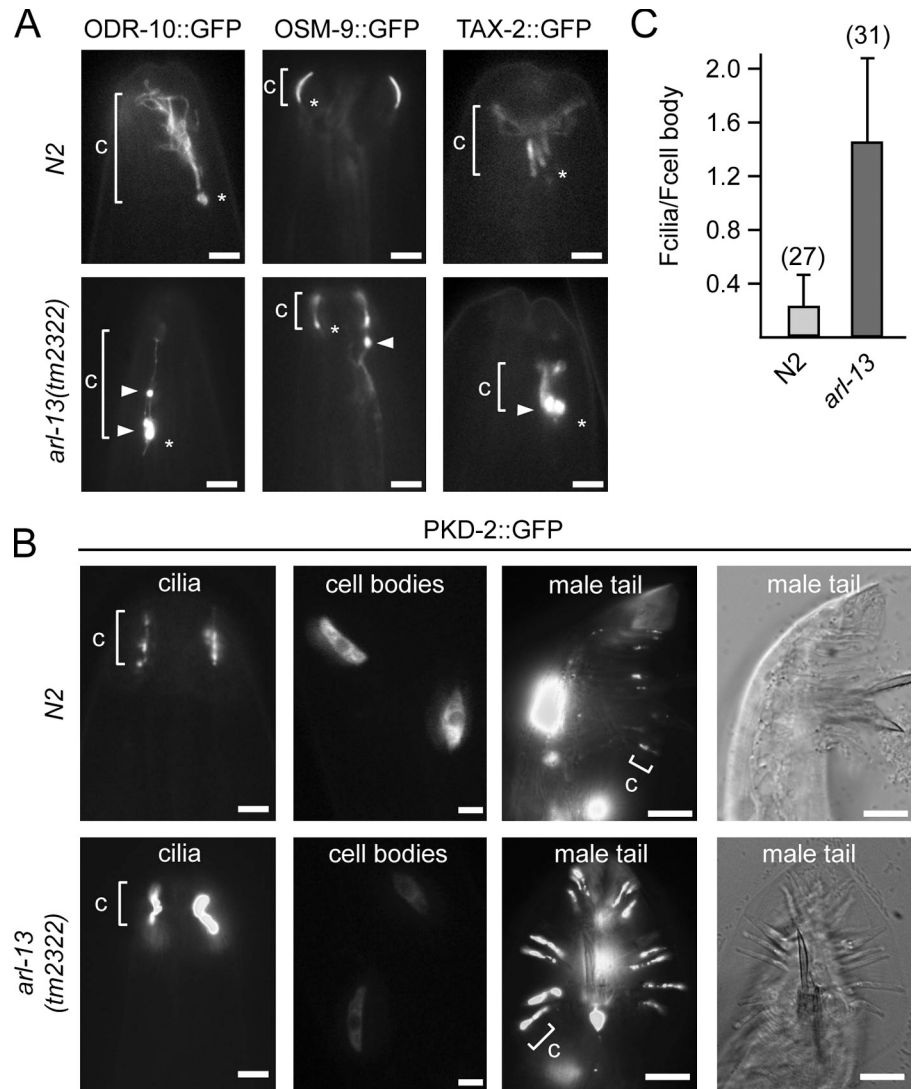 A
ODR-10::GFP OSM-9::GFP TAX-2::GFP
N2
c * c * c *
arl-13(tm2322)
c * c * c *
C
(31)
2.0
1.6
1.2
0.8
0.4
(27)
Fcilia/Fcell body
N2
arl-13
B
PKD-2::GFP
cilia cell bodies male tail male tail
N2
c
c
cilia cell bodies male tail male tail
arl-13
(tm2322)
c
c